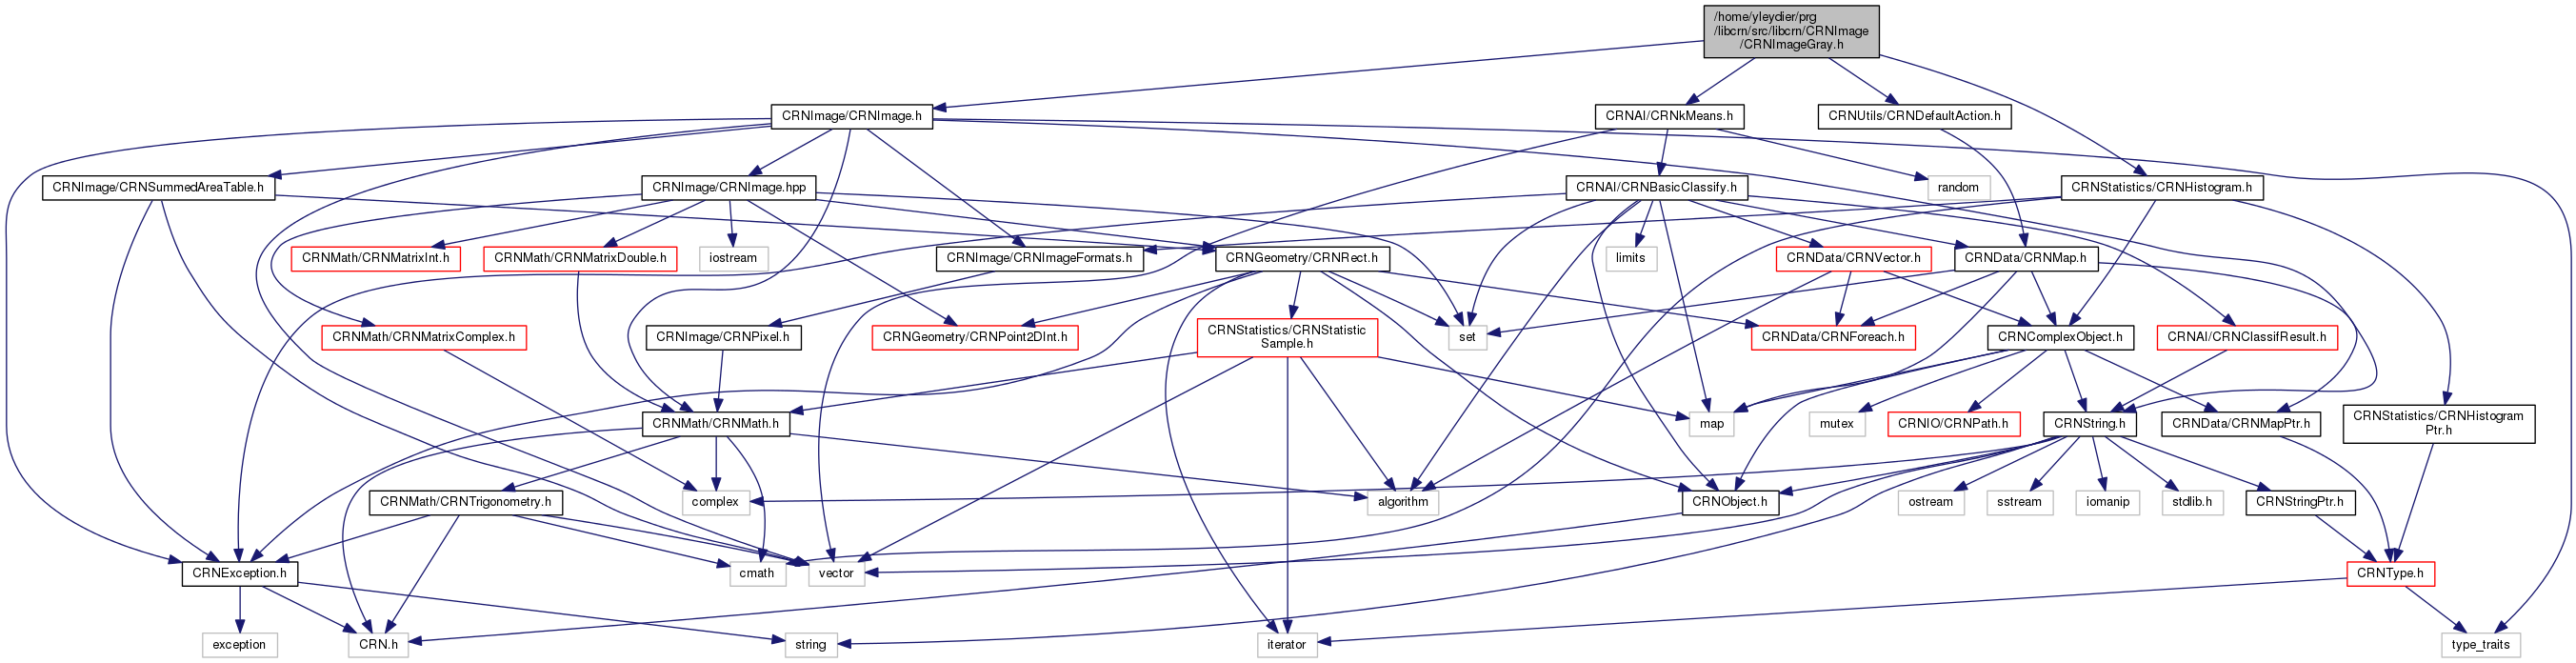 /home/yleydier/prg
/libcrn/src/libcrn/CRNImage
/CRNImageGray.h
CRNImage/CRNImage.h
CRNAI/CRNkMeans.h
CRNUtils/CRNDefaultAction.h
CRNImage/CRNSummedAreaTable.h
CRNImage/CRNImage.hpp
CRNAI/CRNBasicClassify.h
random
CRNStatistics/CRNHistogram.h
CRNMath/CRNMatrixInt.h
CRNMath/CRNMatrixDouble.h
iostream
CRNImage/CRNImageFormats.h
CRNGeometry/CRNRect.h
limits
CRNData/CRNVector.h
CRNData/CRNMap.h
CRNMath/CRNMatrixComplex.h
CRNImage/CRNPixel.h
CRNGeometry/CRNPoint2DInt.h
CRNStatistics/CRNStatistic
Sample.h
set
CRNData/CRNForeach.h
CRNComplexObject.h
CRNAI/CRNClassifResult.h
CRNMath/CRNMath.h
map
mutex
CRNIO/CRNPath.h
CRNString.h
CRNData/CRNMapPtr.h
CRNStatistics/CRNHistogram
Ptr.h
CRNMath/CRNTrigonometry.h
complex
algorithm
CRNObject.h
ostream
sstream
iomanip
stdlib.h
CRNStringPtr.h
CRNException.h
cmath
vector
CRNType.h
exception
CRN.h
string
iterator
type_traits